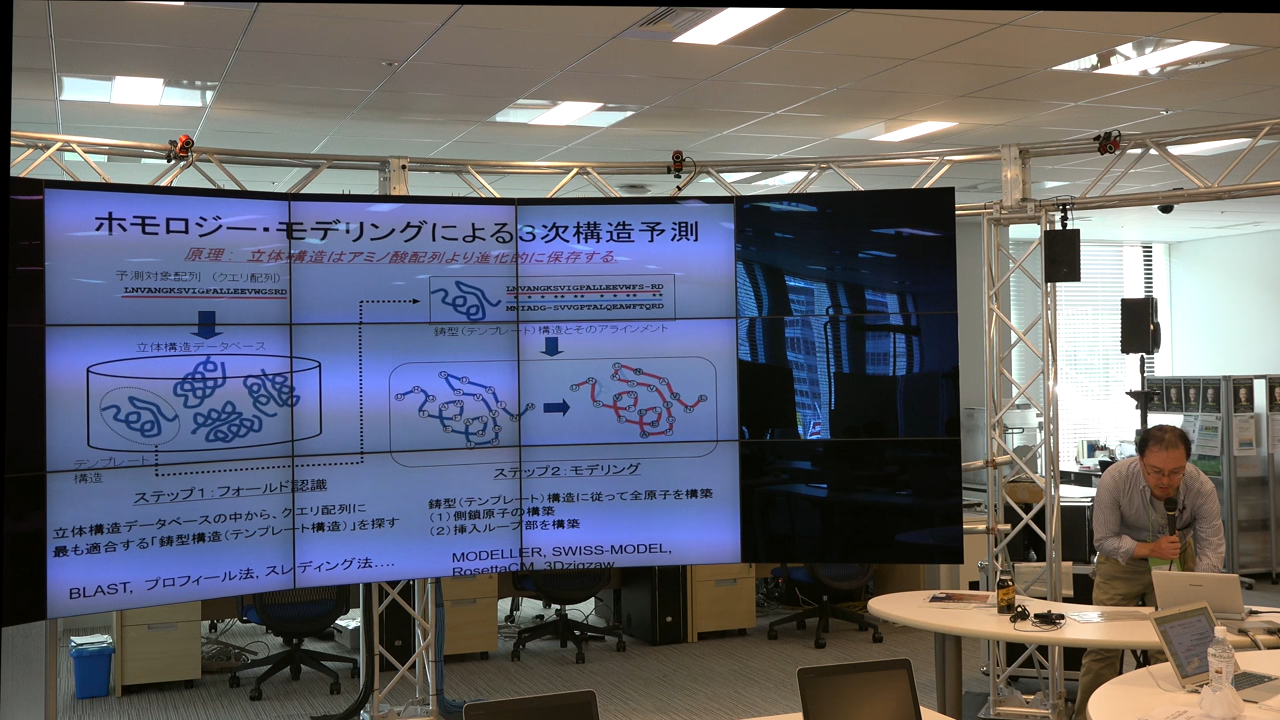 ホモロジー・モデリングによる３次構造予測
原理： 立体構造はアミノ酸配列より進化的に保存する
予測対象配列 （クエリ配列）
LNVANGKSVIGPALLEEVWGSRD
立体構造データベース
テンプレート
構造
LNVANGKSVIGPALLEEVWFS-RD
MNIADG-SVVGPTALQRAWFTQRD
鋳型（テンプレート）構造とそのアラインメント
ステップ１：フォールド認識
立体構造データベースの中から、クエリ配列に
最も適合する「鋳型構造（テンプレート構造）」を探す
BLAST, プロフィール法, スレディング法….
ステップ２：モデリング
鋳型（テンプレート）構造に従って全原子を構築
（１）側鎖原子の構築
（２）挿入ループ部を構築
MODELLER, SWISS-MODEL,
RosettaCM, 3Dzigzaw